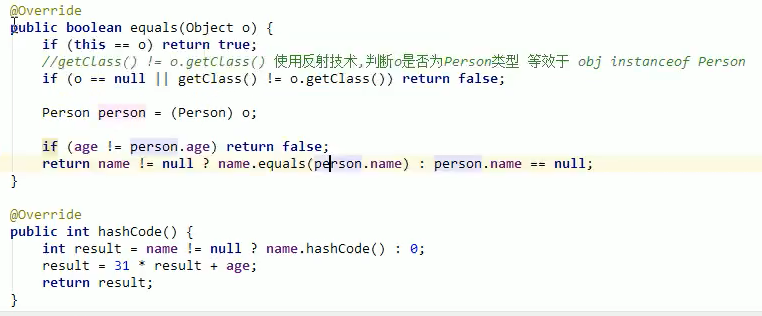 @Override
public boolean equals(Object o) {
if (this == o) return true;
//getClass() != o.getClass() 使用反射技术,判断o是否为Person类型 等效于 obj instanceof Person
if (o == null || getClass() != o.getClass()) return false;
Person person = (Person) o;
if (age != person.age) return false;
return name != null ? name.equals(person.name) : person.name == null;
}
@Override
public int hashCode() {
int result = name != null ? name.hashCode() : 0;
result = 31 * result + age;
return result;
}